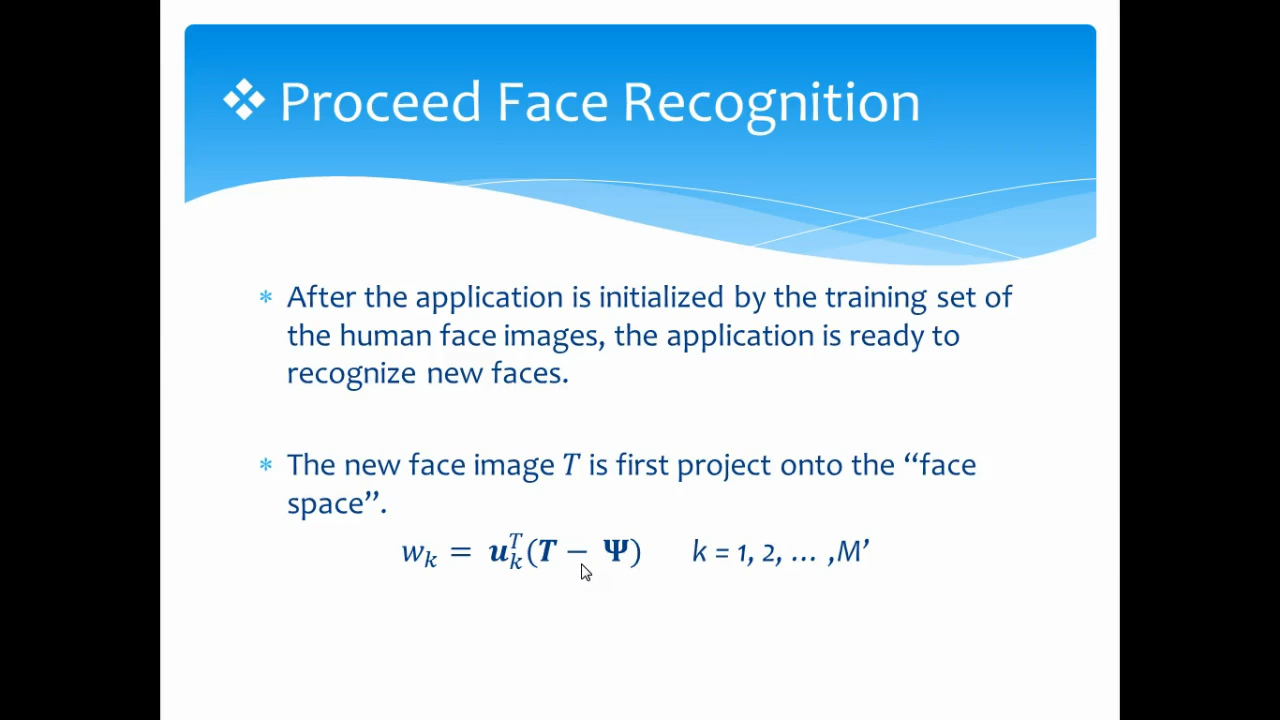 ❖ Proceed Face Recognition
* After the application is initialized by the training set of
the human face images, the application is ready to
recognize new faces.
* The new face image T is first project onto the “face
space”.
w_k = u_k^T(T − Ψ) k = 1, 2, … ,M’